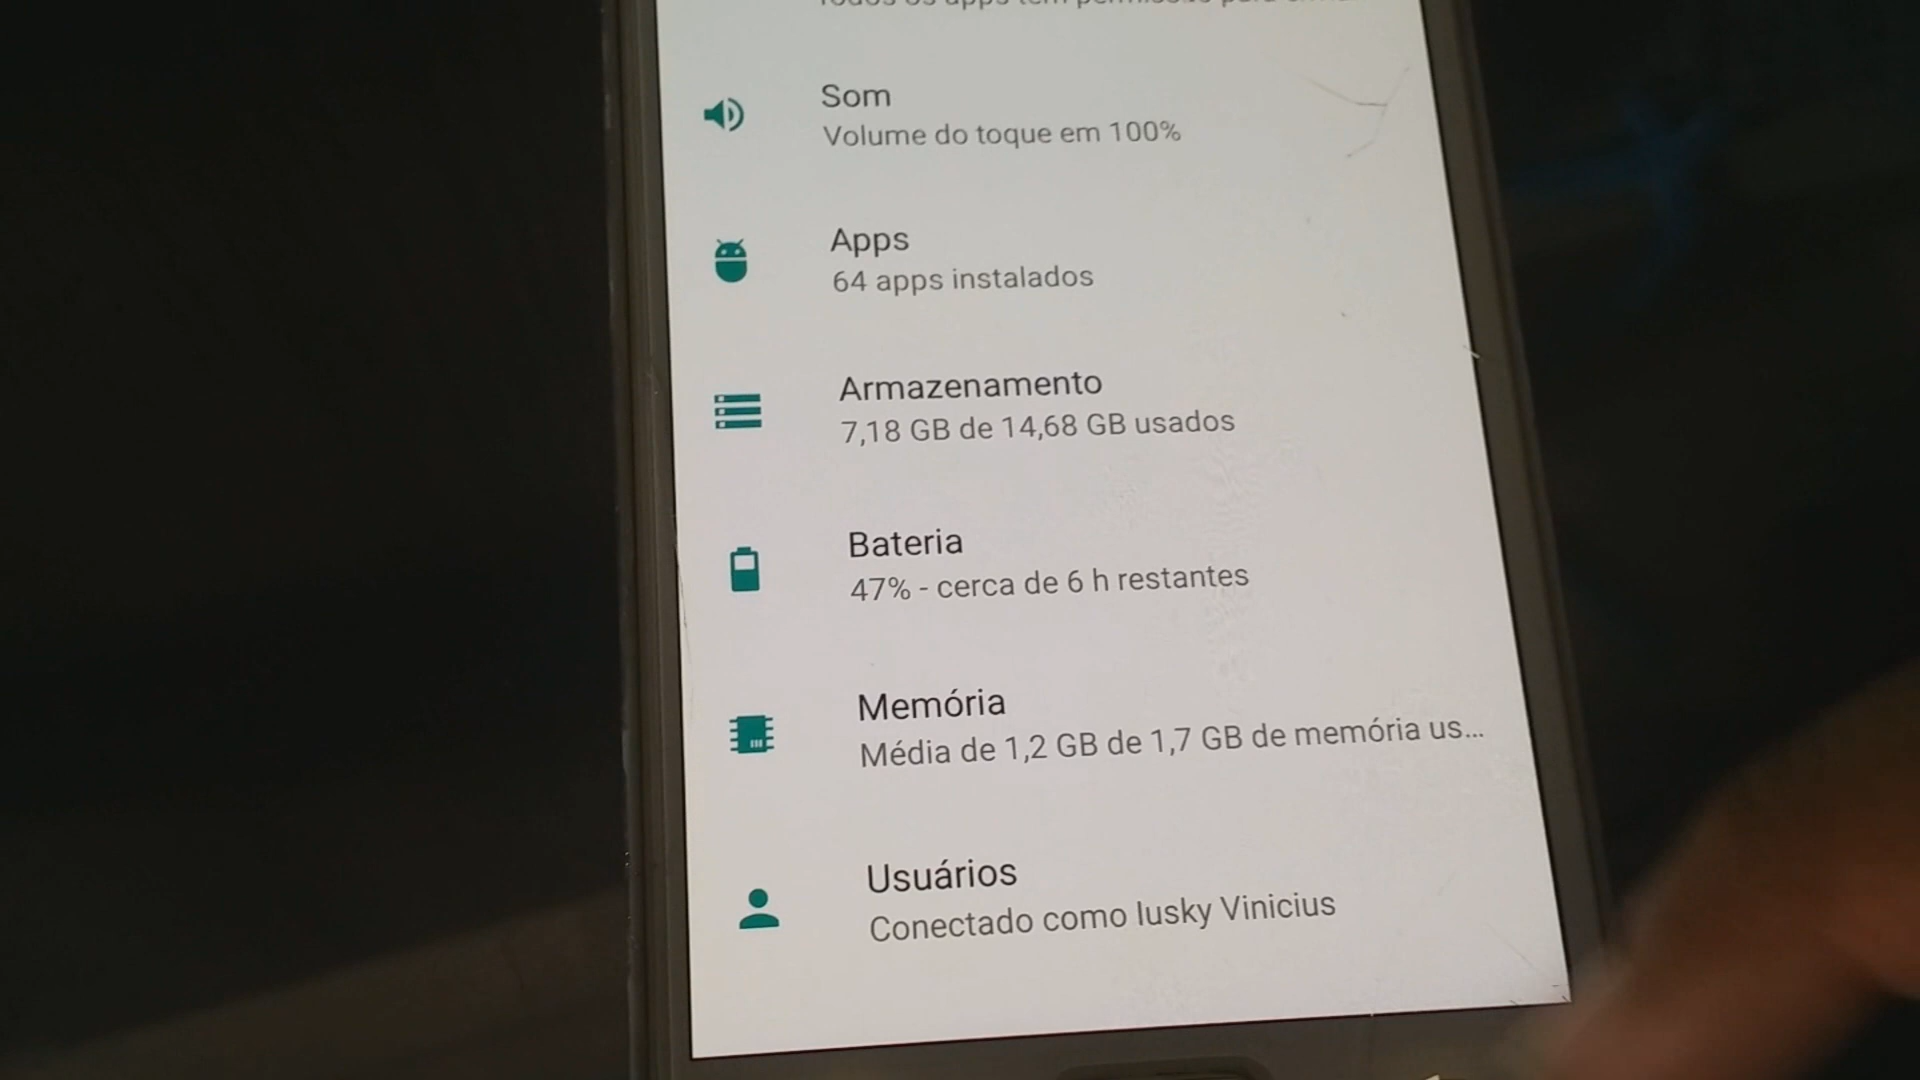 Som
Volume do toque em 100%
Apps
64 apps instalados
Armazenamento
7,18 GB de 14,68 GB usados
Bateria
47% - cerca de 6 h restantes
Memória
Média de 1,2 GB de 1,7 GB de memória us...
Usuários
Conectado como Iusky Vinicius